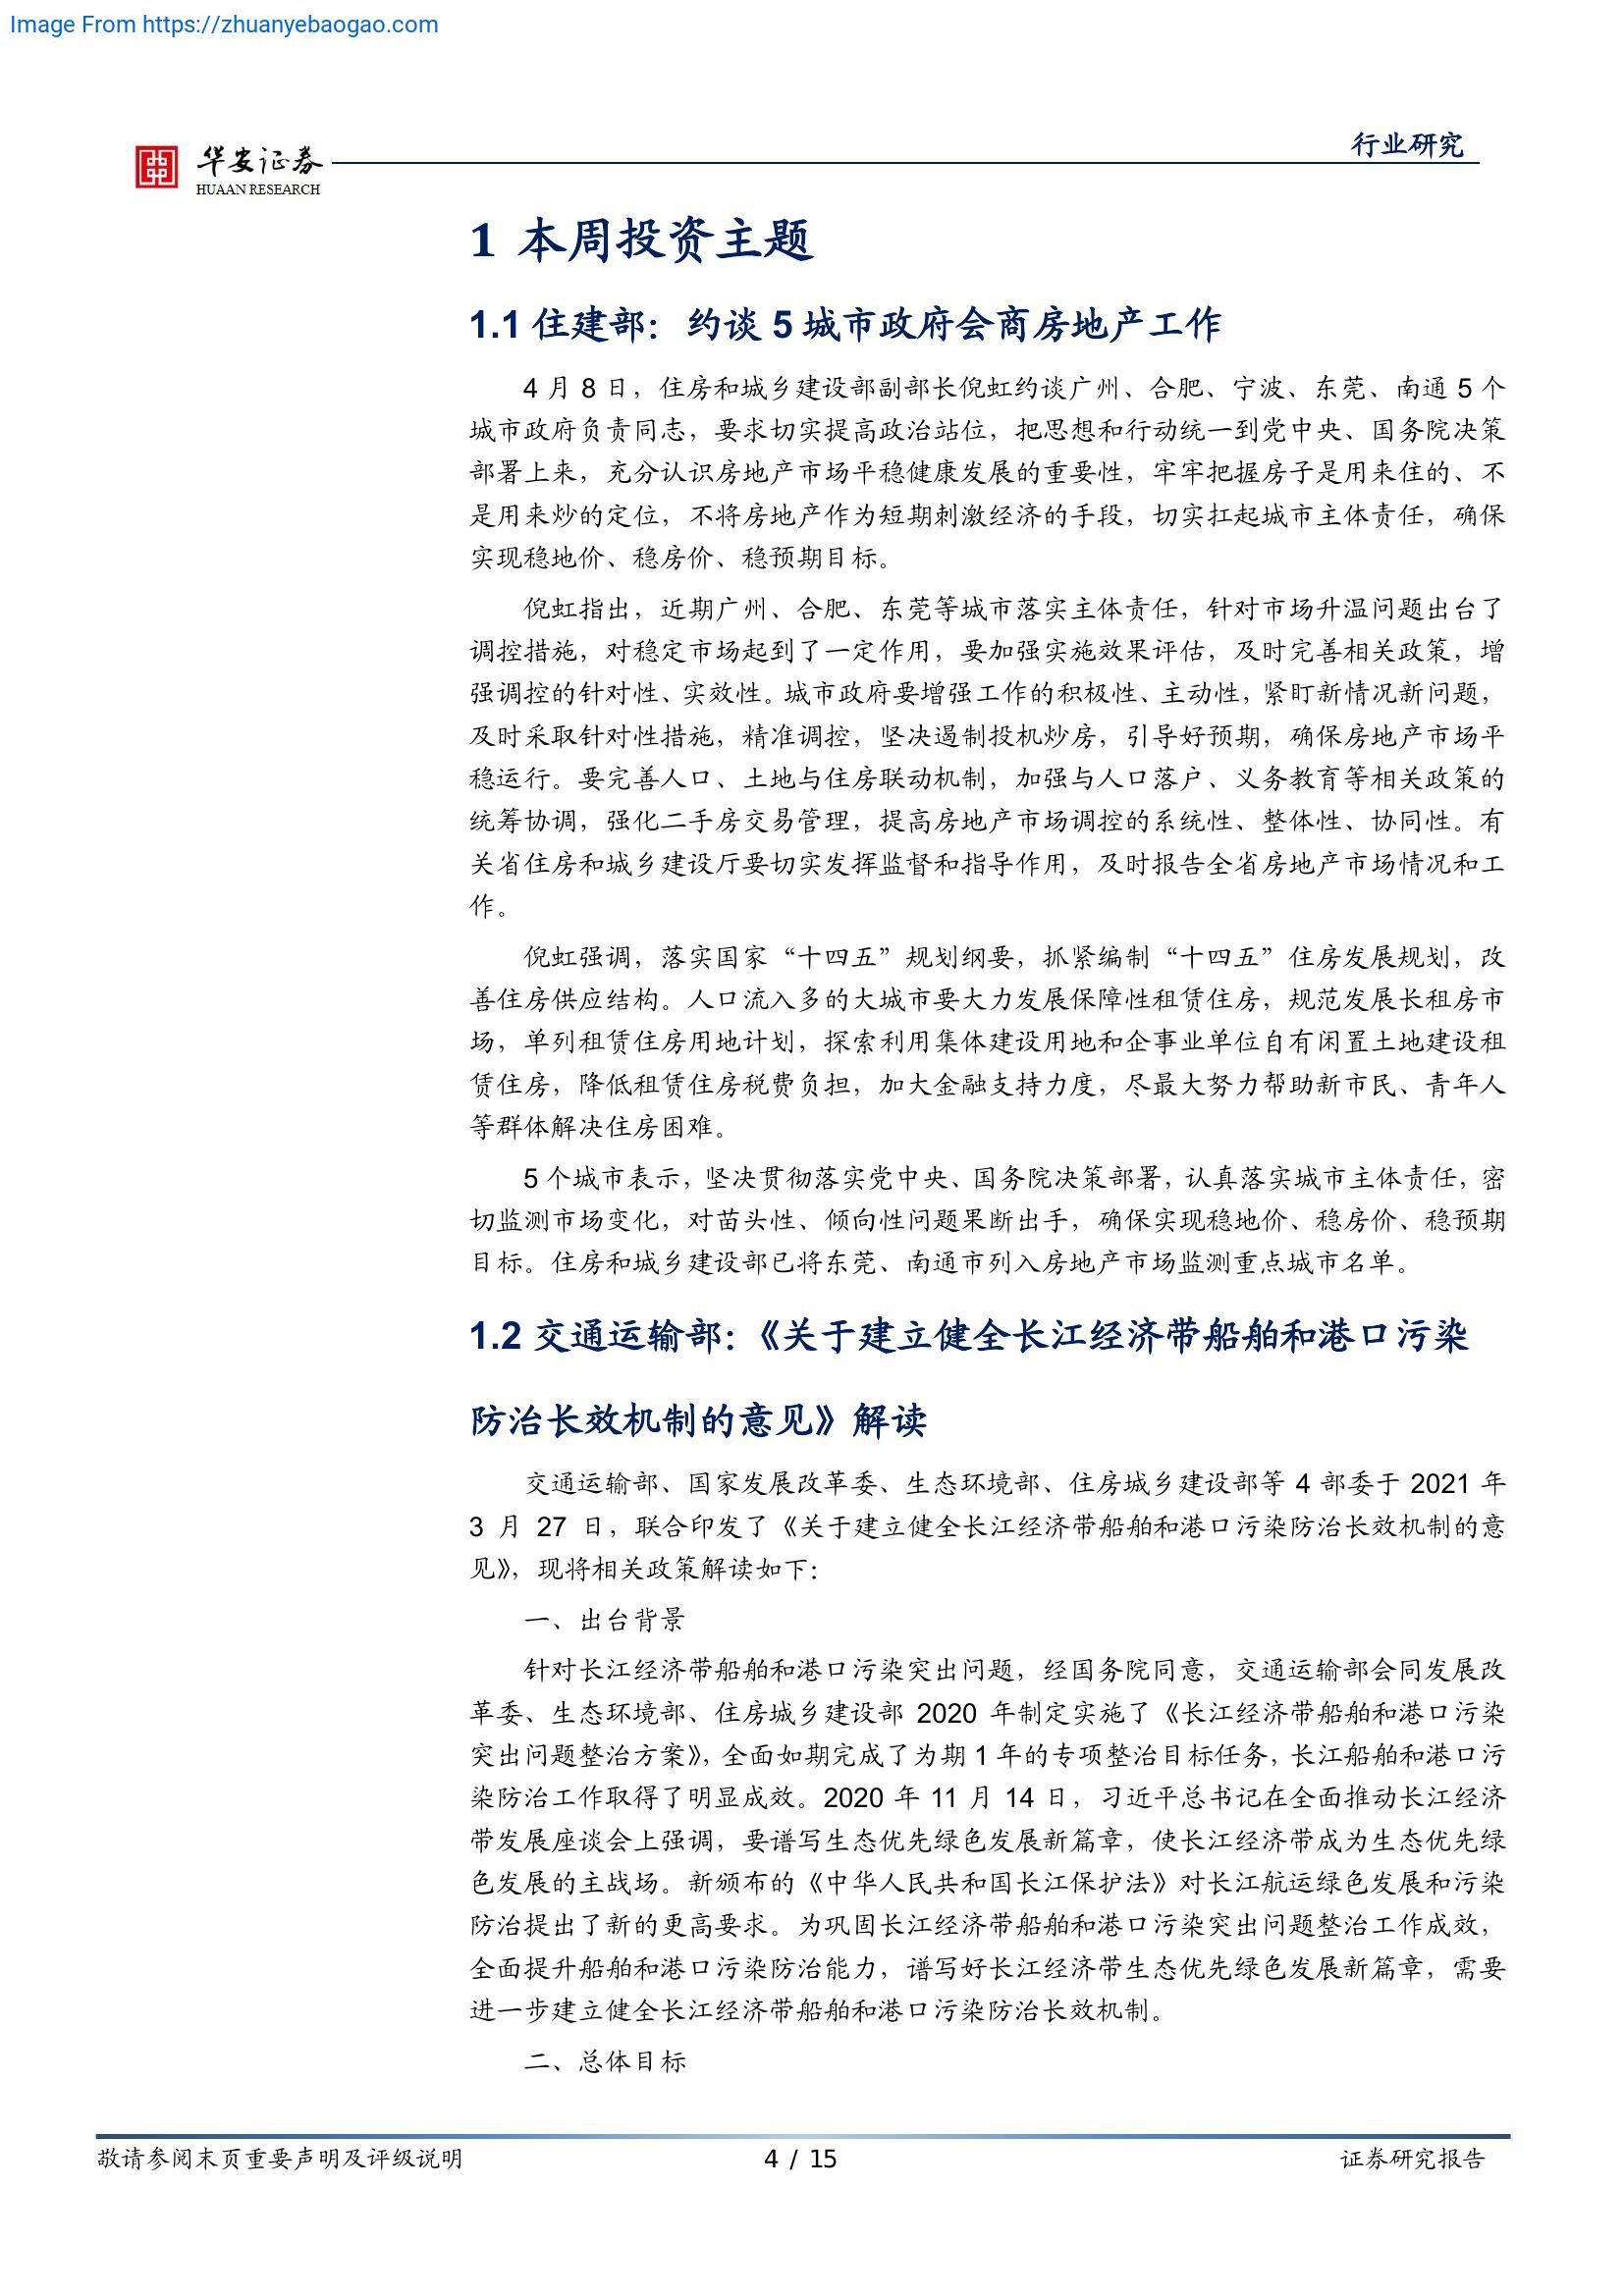 Image From https://zhuanyebaogao.com
华安证券
HUAAN RESEARCH
行业研究
1 本周投资主题
1.1 住建部：约谈 5 城市政府会商房地产工作
4 月 8 日，住房和城乡建设部副部长倪虹约谈广州、合肥、宁波、东莞、南通 5 个
城市政府负责同志，要求切实提高政治站位，把思想和行动统一到党中央、国务院决策
部署上来，充分认识房地产市场平稳健康发展的重要性，牢牢把握房子是用来住的、不
是用来炒的定位，不将房地产作为短期刺激经济的手段，切实扛起城市主体责任，确保
实现稳地价、稳房价、稳预期目标。
倪虹指出，近期广州、合肥、东莞等城市落实主体责任，针对市场升温问题出台了
调控措施，对稳定市场起到了一定作用，要加强实施效果评估，及时完善相关政策，增
强调控的针对性、实效性。城市政府要增强工作的积极性、主动性，紧盯新情况新问题，
及时采取针对性措施，精准调控，坚决遏制投机炒房，引导好预期，确保房地产市场平
稳运行。要完善人口、土地与住房联动机制，加强与人口落户、义务教育等相关政策的
统筹协调，强化二手房交易管理，提高房地产市场调控的系统性、整体性、协同性。有
关省住房和城乡建设厅要切实发挥监督和指导作用，及时报告全省房地产市场情况和工
作。
倪虹强调，落实国家“十四五”规划纲要，抓紧编制“十四五”住房发展规划，改
善住房供应结构。人口流入多的大城市要大力发展保障性租赁住房，规范发展长租房市
场，单列租赁住房用地计划，探索利用集体建设用地和企事业单位自有闲置土地建设租
赁住房，降低租赁住房税费负担，加大金融支持力度，尽最大努力帮助新市民、青年人
等群体解决住房困难。
5 个城市表示，坚决贯彻落实党中央、国务院决策部署，认真落实城市主体责任，密
切监测市场变化，对苗头性、倾向性问题果断出手，确保实现稳地价、稳房价、稳预期
目标。住房和城乡建设部已将东莞、南通市列入房地产市场监测重点城市名单。
1.2 交通运输部：《关于建立健全长江经济带船舶和港口污染
防治长效机制的意见》解读
交通运输部、国家发展改革委、生态环境部、住房城乡建设部等 4 部委于 2021 年
3 月 27 日，联合印发了《关于建立健全长江经济带船舶和港口污染防治长效机制的意
见》，现将相关政策解读如下：
一、出台背景
针对长江经济带船舶和港口污染突出问题，经国务院同意，交通运输部会同发展改
革委、生态环境部、住房城乡建设部 2020 年制定实施了《长江经济带船舶和港口污染
突出问题整治方案》，全面如期完成了为期 1 年的专项整治目标任务，长江船舶和港口污
染防治工作取得了明显成效。2020 年 11 月 14 日，习近平总书记在全面推动长江经济
带发展座谈会上强调，要谱写生态优先绿色发展新篇章，使长江经济带成为生态优先绿
色发展的主战场。新颁布的《中华人民共和国长江保护法》对长江航运绿色发展和污染
防治提出了新的更高要求。为巩固长江经济带船舶和港口污染突出问题整治工作成效，
全面提升船舶和港口污染防治能力，谱写好长江经济带生态优先绿色发展新篇章，需要
进一步建立健全长江经济带船舶和港口污染防治长效机制。
二、总体目标
敬请参阅末页重要声明及评级说明
4 / 15
证券研究报告